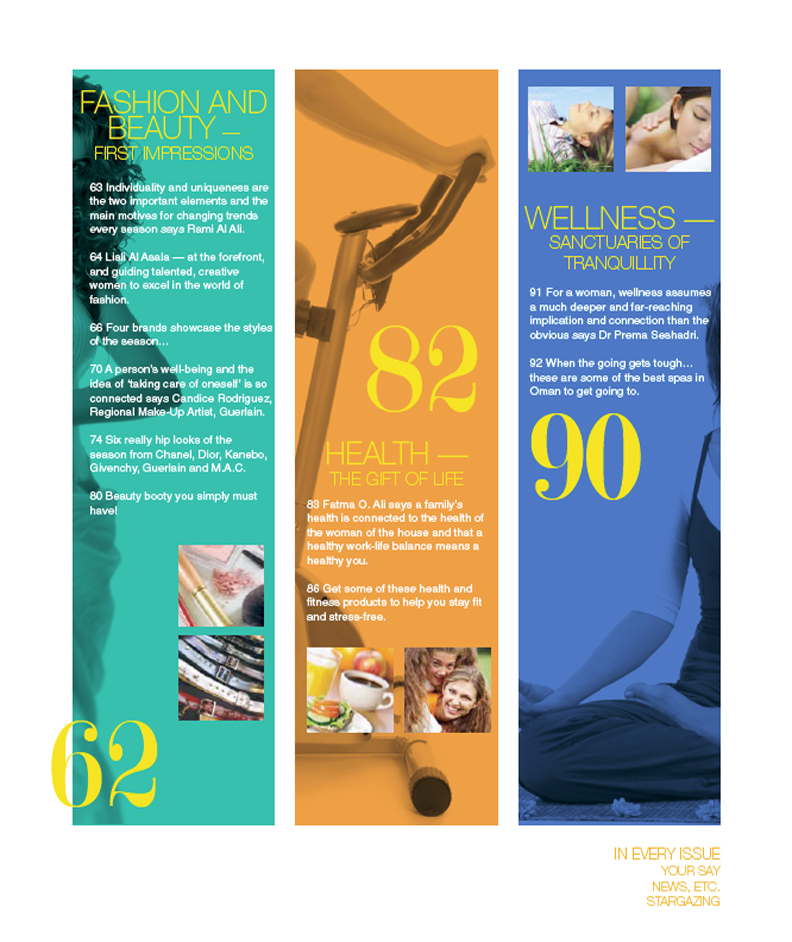 FASHION AND
BEAUTY —
FIRST IMPRESSIONS
63 Individuality and uniqueness are
the two important elements and the
main motives for changing trends
every season says Rami Al Ali.
64 Liali Al Asala — at the forefront,
and guiding talented, creative
women to excel in the world of
fashion.
66 Four brands showcase the styles
of the season...
70 A person's well-being and the
idea of 'taking care of oneself' is so
connected says Candice Rodriguez,
Regional Make-Up Artist, Guerlain.
74 Six really hip looks of the
season from Chanel, Dior, Kanebo,
Givenchy, Guerlain and M.A.C.
80 Beauty booty you simply must
have!
62
82
HEALTH —
THE GIFT OF LIFE
83 Fatma O. Ali says a family's
health is connected to the health of
the woman of the house and that a
healthy work-life balance means a
healthy you.
86 Get some of these health and
fitness products to help you stay fit
and stress-free.
WELLNESS —
SANCTUARIES OF
TRANQUILLITY
91 For a woman, wellness assumes
a much deeper and far-reaching
implication and connection than the
obvious says Dr Prema Seshadri.
92 When the going gets tough...
these are some of the best spas in
Oman to get going to.
90
IN EVERY ISSUE
YOUR SAY
NEWS, ETC.
STARGAZING